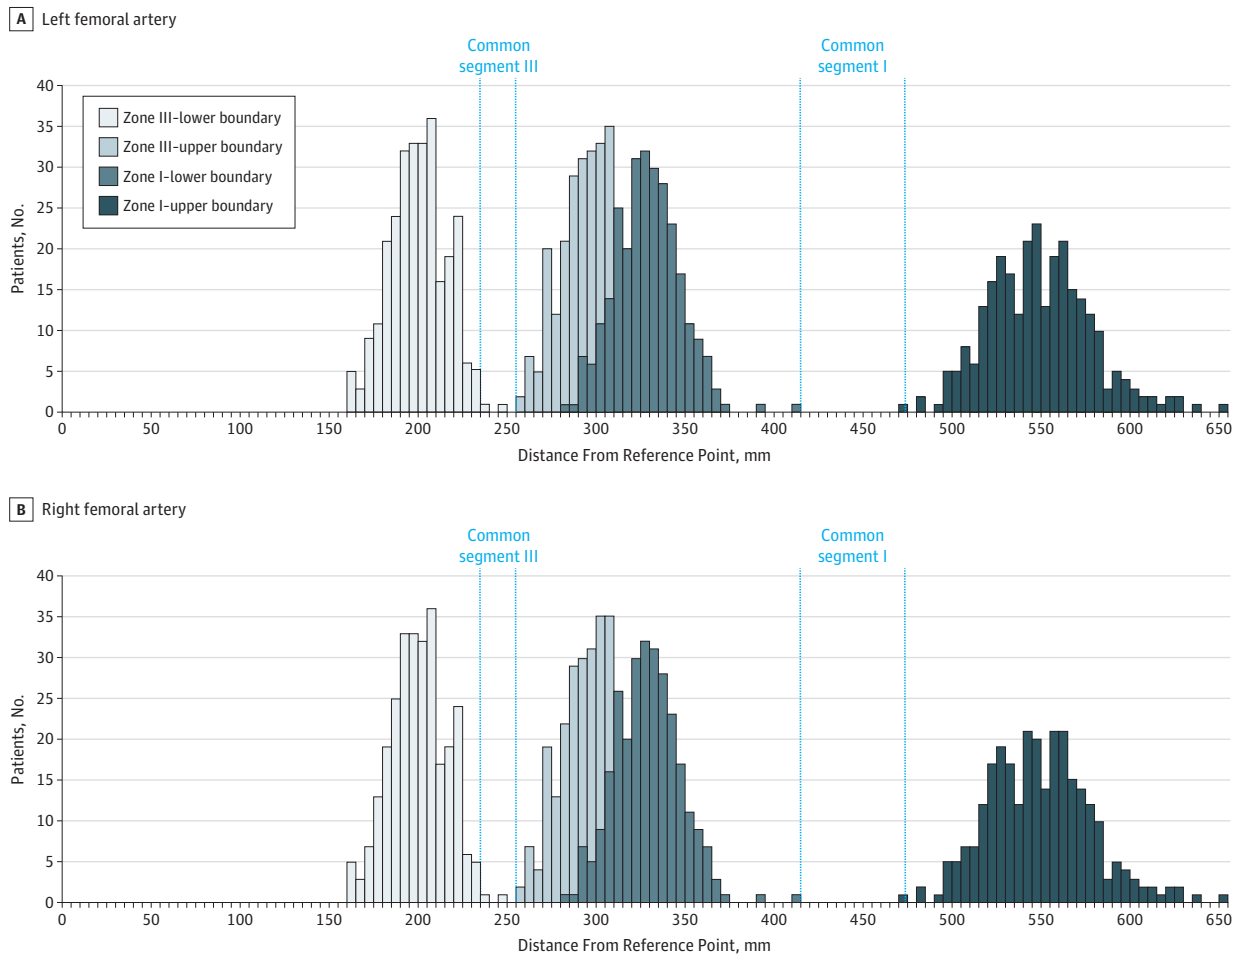 A Left femoral artery
Common
segment III
Common
segment I
40
35
30
25
20
15
10
5
0
Patients, No.
Zone III-lower boundary
Zone III-upper boundary
Zone I-lower boundary
Zone I-upper boundary
0 50 100 150 200 250 300 350 400 450 500 550 600 650
Distance From Reference Point, mm
B Right femoral artery
Common
segment III
Common
segment I
40
35
30
25
20
15
10
5
0
Patients, No.
0 50 100 150 200 250 300 350 400 450 500 550 600 650
Distance From Reference Point, mm